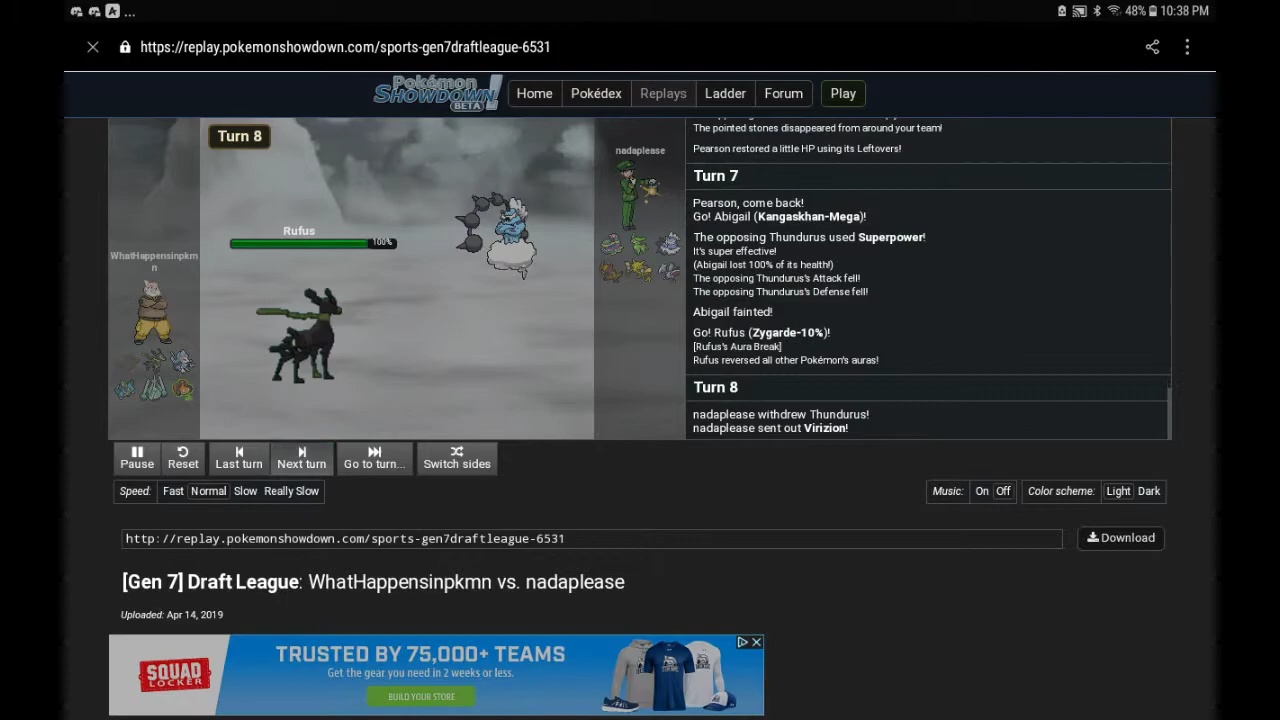 A ... 48% 10:38 PM
https://replay.pokemonshowdown.com/sports-gen7draftleague-6531
Pokémon
SHOWDOWN!
BETA
Home Pokédex Replays Ladder Forum Play
Turn 8
Rufus
100%
WhatHappensinpkm
n
nadaplease
The pointed stones disappeared from around your team!
Pearson restored a little HP using its Leftovers!
Turn 7
Pearson, come back!
Go! Abigail (Kangaskhan-Mega)!
The opposing Thundurus used Superpower!
It's super effective!
(Abigail lost 100% of its health!)
The opposing Thundurus's Attack fell!
The opposing Thundurus's Defense fell!
Abigail fainted!
Go! Rufus (Zygarde-10%)!
[Rufus's Aura Break]
Rufus reversed all other Pokémon's auras!
Turn 8
nadaplease withdrew Thundurus!
nadaplease sent out Virizion!
Pause Reset Last turn Next turn Go to turn... Switch sides
Speed: Fast Normal Slow Really Slow
Music: On Off Color scheme: Light Dark
http://replay.pokemonshowdown.com/sports-gen7draftleague-6531
Download
[Gen 7] Draft League: WhatHappensinpkmn vs. nadaplease
Uploaded: Apr 14, 2019
SQUAD
LOCKER
TRUSTED BY 75,000+ TEAMS
Get the gear you need in 2 weeks or less.
BUILD YOUR STORE